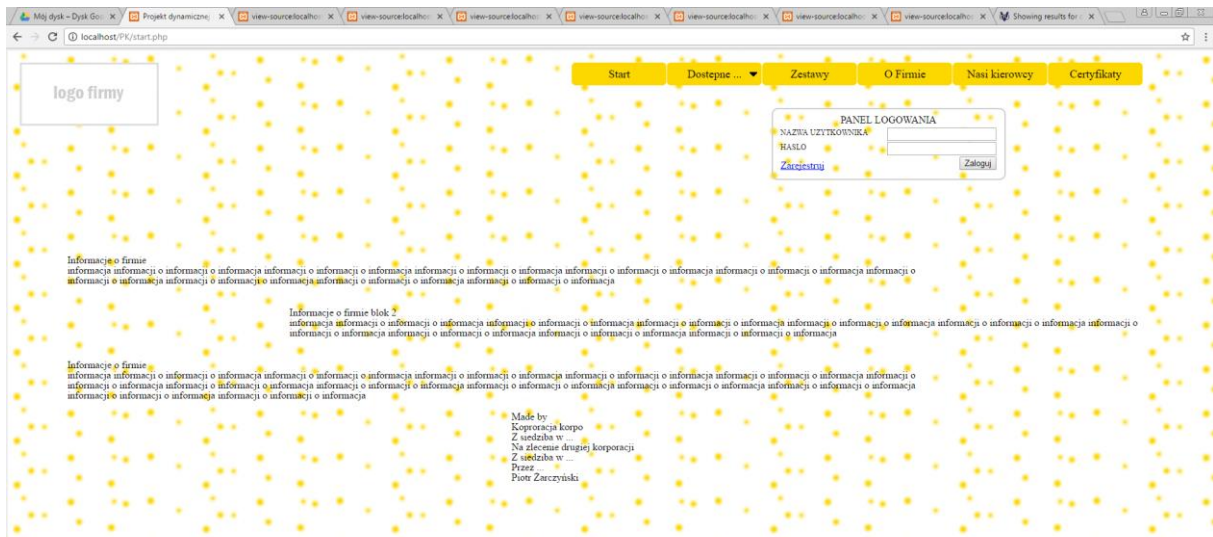 Mój dysk – Dysk Goo
Projekt dynamicznej
view-source:localhos
view-source:localhos
view-source:localhos
view-source:localhos
view-source:localhos
view-source:localhos
Showing results for
localhost/PK/start.php
logo firmy
Start
Dostepne ...
Zestawy
O Firmie
Nasi kierowcy
Certyfikaty
PANEL LOGOWANIA
NAZWA UZYTKOWNIKA
HASLO
Zarejestruj
Zaloguj
Informacje o firmie
informacja informacji o informacji o informacja informacji o informacji o informacja informacji o informacji o informacja informacji o informacji o informacja informacji o informacji o informacja informacji o
informacji o informacja informacji o informacji o informacja informacji o informacji o informacja informacji o informacji o informacja
Informacje o firmie blok 2
informacja informacji o informacji o informacja informacji o informacji o informacja informacji o informacji o informacja informacji o informacji o informacja informacji o informacji o informacja informacji o
informacji o informacja informacji o informacji o informacja informacji o informacji o informacja informacji o informacji o informacja
Informacje o firmie
informacja informacji o informacji o informacja informacji o informacji o informacja informacji o informacji o informacja informacji o informacji o informacja informacji o informacji o informacja informacji o
informacji o informacja informacji o informacji o informacja informacji o informacji o informacja informacji o informacji o informacja informacji o informacji o informacja informacji o informacji o informacja
informacji o informacji o informacja informacji o informacji o informacja
Made by
Koproracja korpo
Z siedziba w ...
Na zlecenie drugiej korporacji
Z siedziba w ...
Przez ...
Piotr Zarczyński